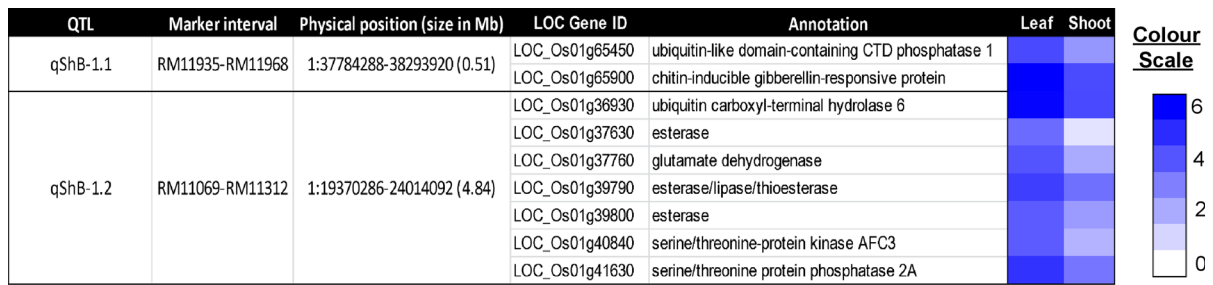 QTL Marker interval Physical position (size in Mb) LOC Gene ID Annotation Leaf Shoot
qShB-1.1 RM11935-RM11968 1:37784288-38293920 (0.51)
LOC_Os01g65450 ubiquitin-like domain-containing CTD phosphatase 1
LOC_Os01g65900 chitin-inducible gibberellin-responsive protein
qShB-1.2 RM11069-RM11312 1:19370286-24014092 (4.84)
LOC_Os01g36930 ubiquitin carboxyl-terminal hydrolase 6
LOC_Os01g37630 esterase
LOC_Os01g37760 glutamate dehydrogenase
LOC_Os01g39790 esterase/lipase/thioesterase
LOC_Os01g39800 esterase
LOC_Os01g40840 serine/threonine-protein kinase AFC3
LOC_Os01g41630 serine/threonine protein phosphatase 2A
Colour
Scale
6
4
2
0